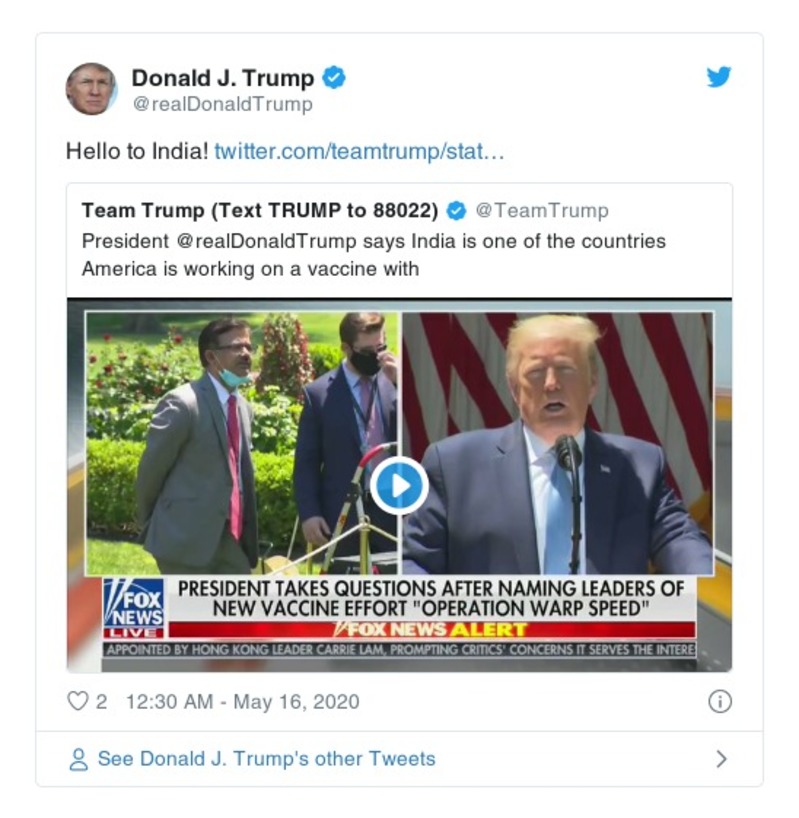 Donald J. Trump
@realDonaldTrump
Hello to India! twitter.com/teamtrump/stat…
Team Trump (Text TRUMP to 88022) @TeamTrump
President @realDonaldTrump says India is one of the countries
America is working on a vaccine with
FOX
NEWS
LIVE
PRESIDENT TAKES QUESTIONS AFTER NAMING LEADERS OF
NEW VACCINE EFFORT "OPERATION WARP SPEED"
FOX NEWS ALERT
APPOINTED BY HONG KONG LEADER CARRIE LAM, PROMPTING CRITICS' CONCERNS IT SERVES THE INTERE
2 12:30 AM - May 16, 2020
See Donald J. Trump's other Tweets